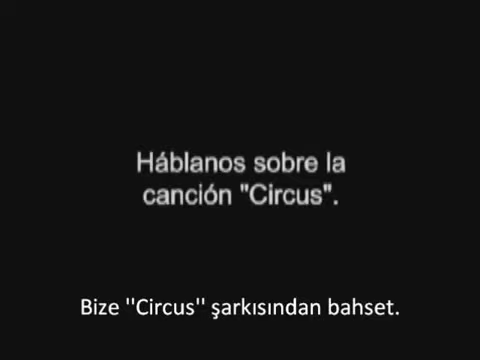 Háblanos sobre la
canción "Circus".
Bize ''Circus'' şarkısından bahset.